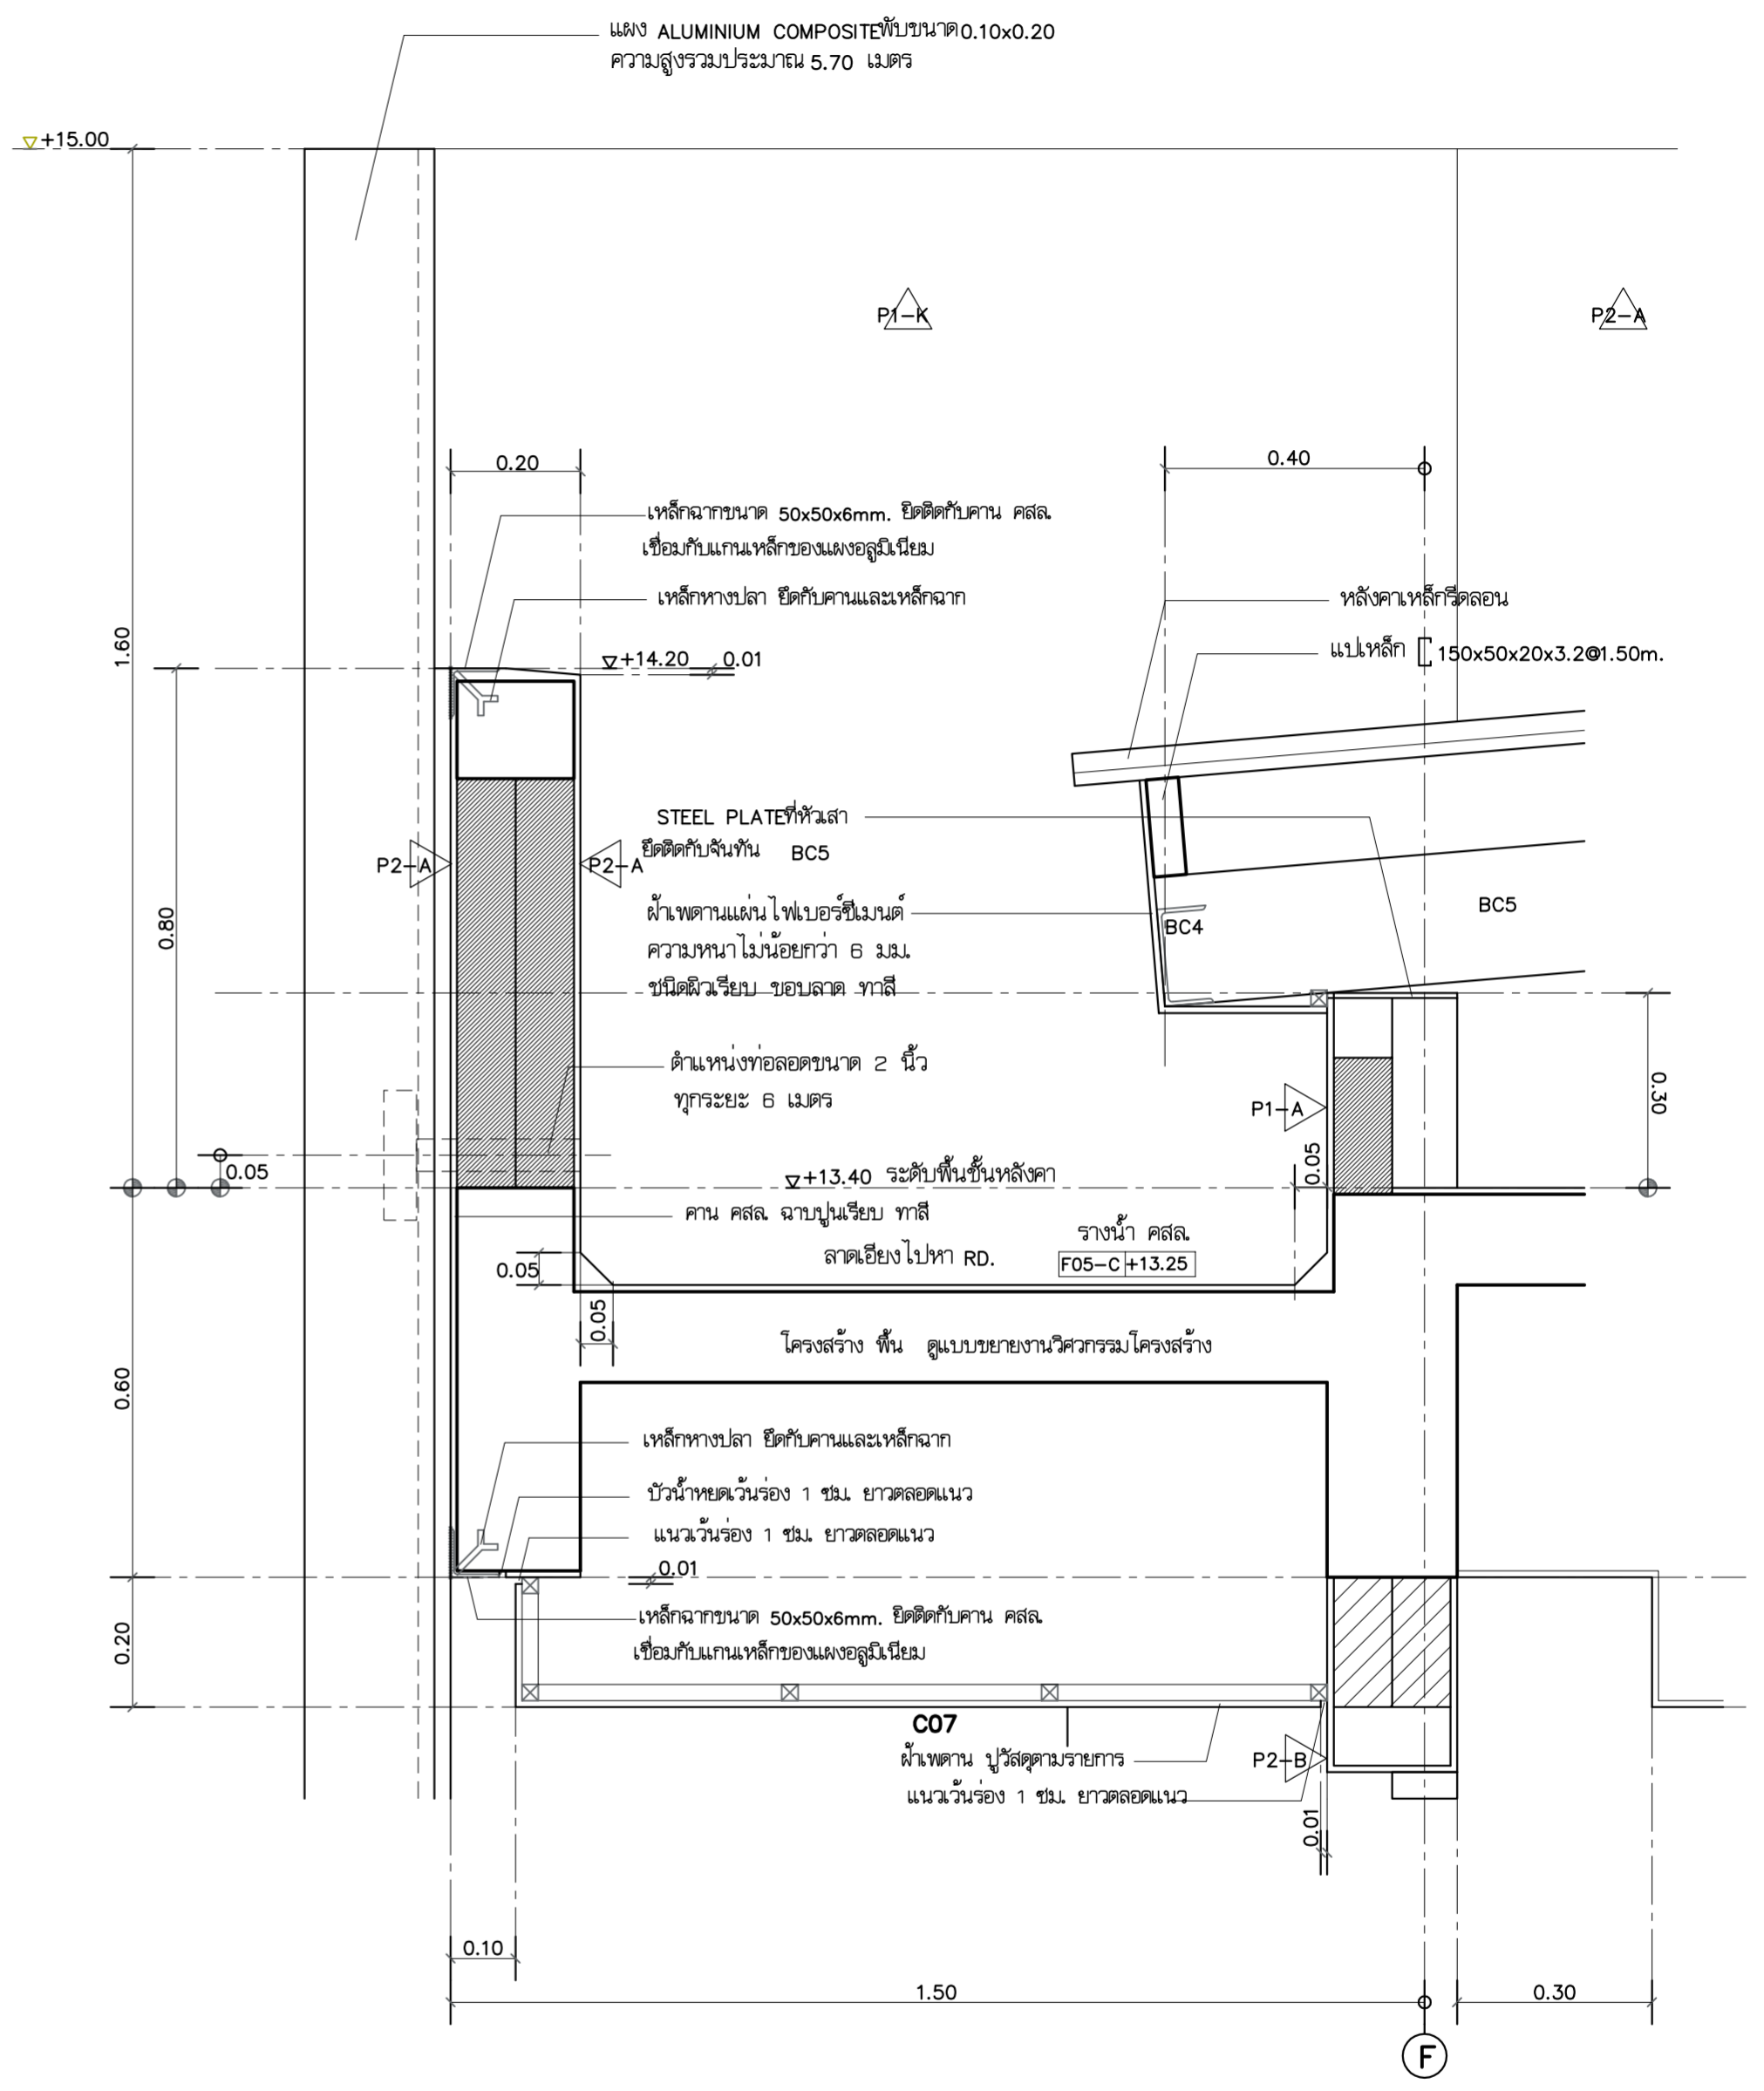 แผง ALUMINIUM COMPOSITEพับขนาด0.10x0.20
ความสูงรวมประมาณ 5.70 เมตร
+15.00
P1-K
P2-A
0.20
0.40
เหล็กฉากขนาด 50x50x6mm. ยึดติดกับคาน คสล.
เชื่อมกับแกนเหล็กของแผงอลูมิเนียม
เหล็กหางปลา ยึดกับคานและเหล็กฉาก
หลังคาเหล็กรีดลอน
แปเหล็ก [ 150x50x20x3.2@1.50m.
1.60
+14.20
0.01
STEEL PLATEที่หัวเสา
ยึดติดกับจันทัน BC5
P2-A
P2-A
0.80
ฝ้าเพดานแผ่นไฟเบอร์ซีเมนต์
ความหนาไม่น้อยกว่า 6 มม.
ชนิดผิวเรียบ ขอบลาด ทาสี
BC4
BC5
ตำแหน่งท่อลอดขนาด 2 นิ้ว
ทุกระยะ 6 เมตร
P1-A
0.30
0.05
0.05
+13.40 ระดับพื้นชั้นหลังคา
คาน คสล. ฉาบปูนเรียบ ทาสี
รางน้ำ คสล.
ลาดเอียงไปหา RD.
F05-C +13.25
0.05
0.05
โครงสร้าง พื้น ดูแบบขยายงานวิศวกรรมโครงสร้าง
0.60
เหล็กหางปลา ยึดกับคานและเหล็กฉาก
บัวน้ำหยดเว้นร่อง 1 ซม. ยาวตลอดแนว
แนวเว้นร่อง 1 ซม. ยาวตลอดแนว
0.01
เหล็กฉากขนาด 50x50x6mm. ยึดติดกับคาน คสล.
เชื่อมกับแกนเหล็กของแผงอลูมิเนียม
0.20
C07
ฝ้าเพดาน ปูวัสดุตามรายการ
P2-B
แนวเว้นร่อง 1 ซม. ยาวตลอดแนว
0.01
0.10
1.50
0.30
F